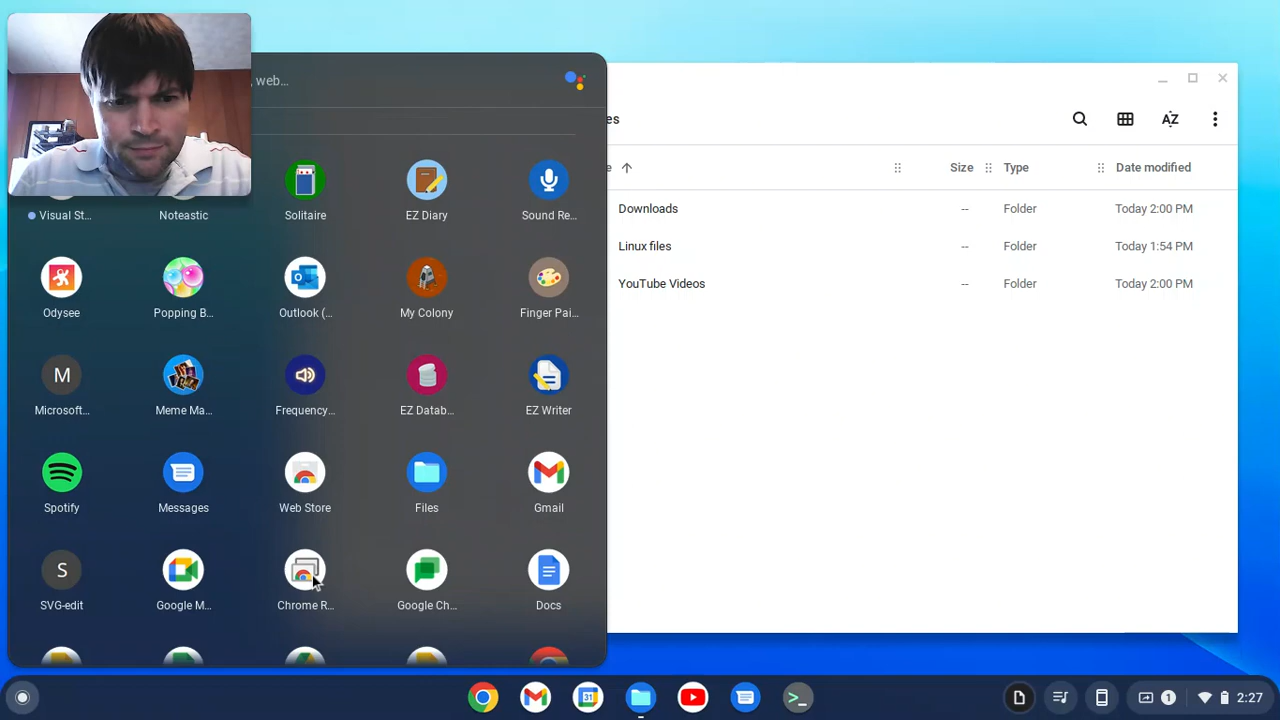 , web...
es
e
Size
Type
Date modified
Downloads
--
Folder
Today 2:00 PM
Linux files
--
Folder
Today 1:54 PM
YouTube Videos
--
Folder
Today 2:00 PM
Visual St...
Noteastic
Solitaire
EZ Diary
Sound Re...
Odysee
Popping B...
Outlook (...
My Colony
Finger Pai...
M
Microsoft...
Meme Ma...
Frequency...
EZ Datab...
EZ Writer
Spotify
Messages
Web Store
Files
Gmail
S
SVG-edit
Google M...
Chrome R...
Google Ch...
Docs
31
1
2:27